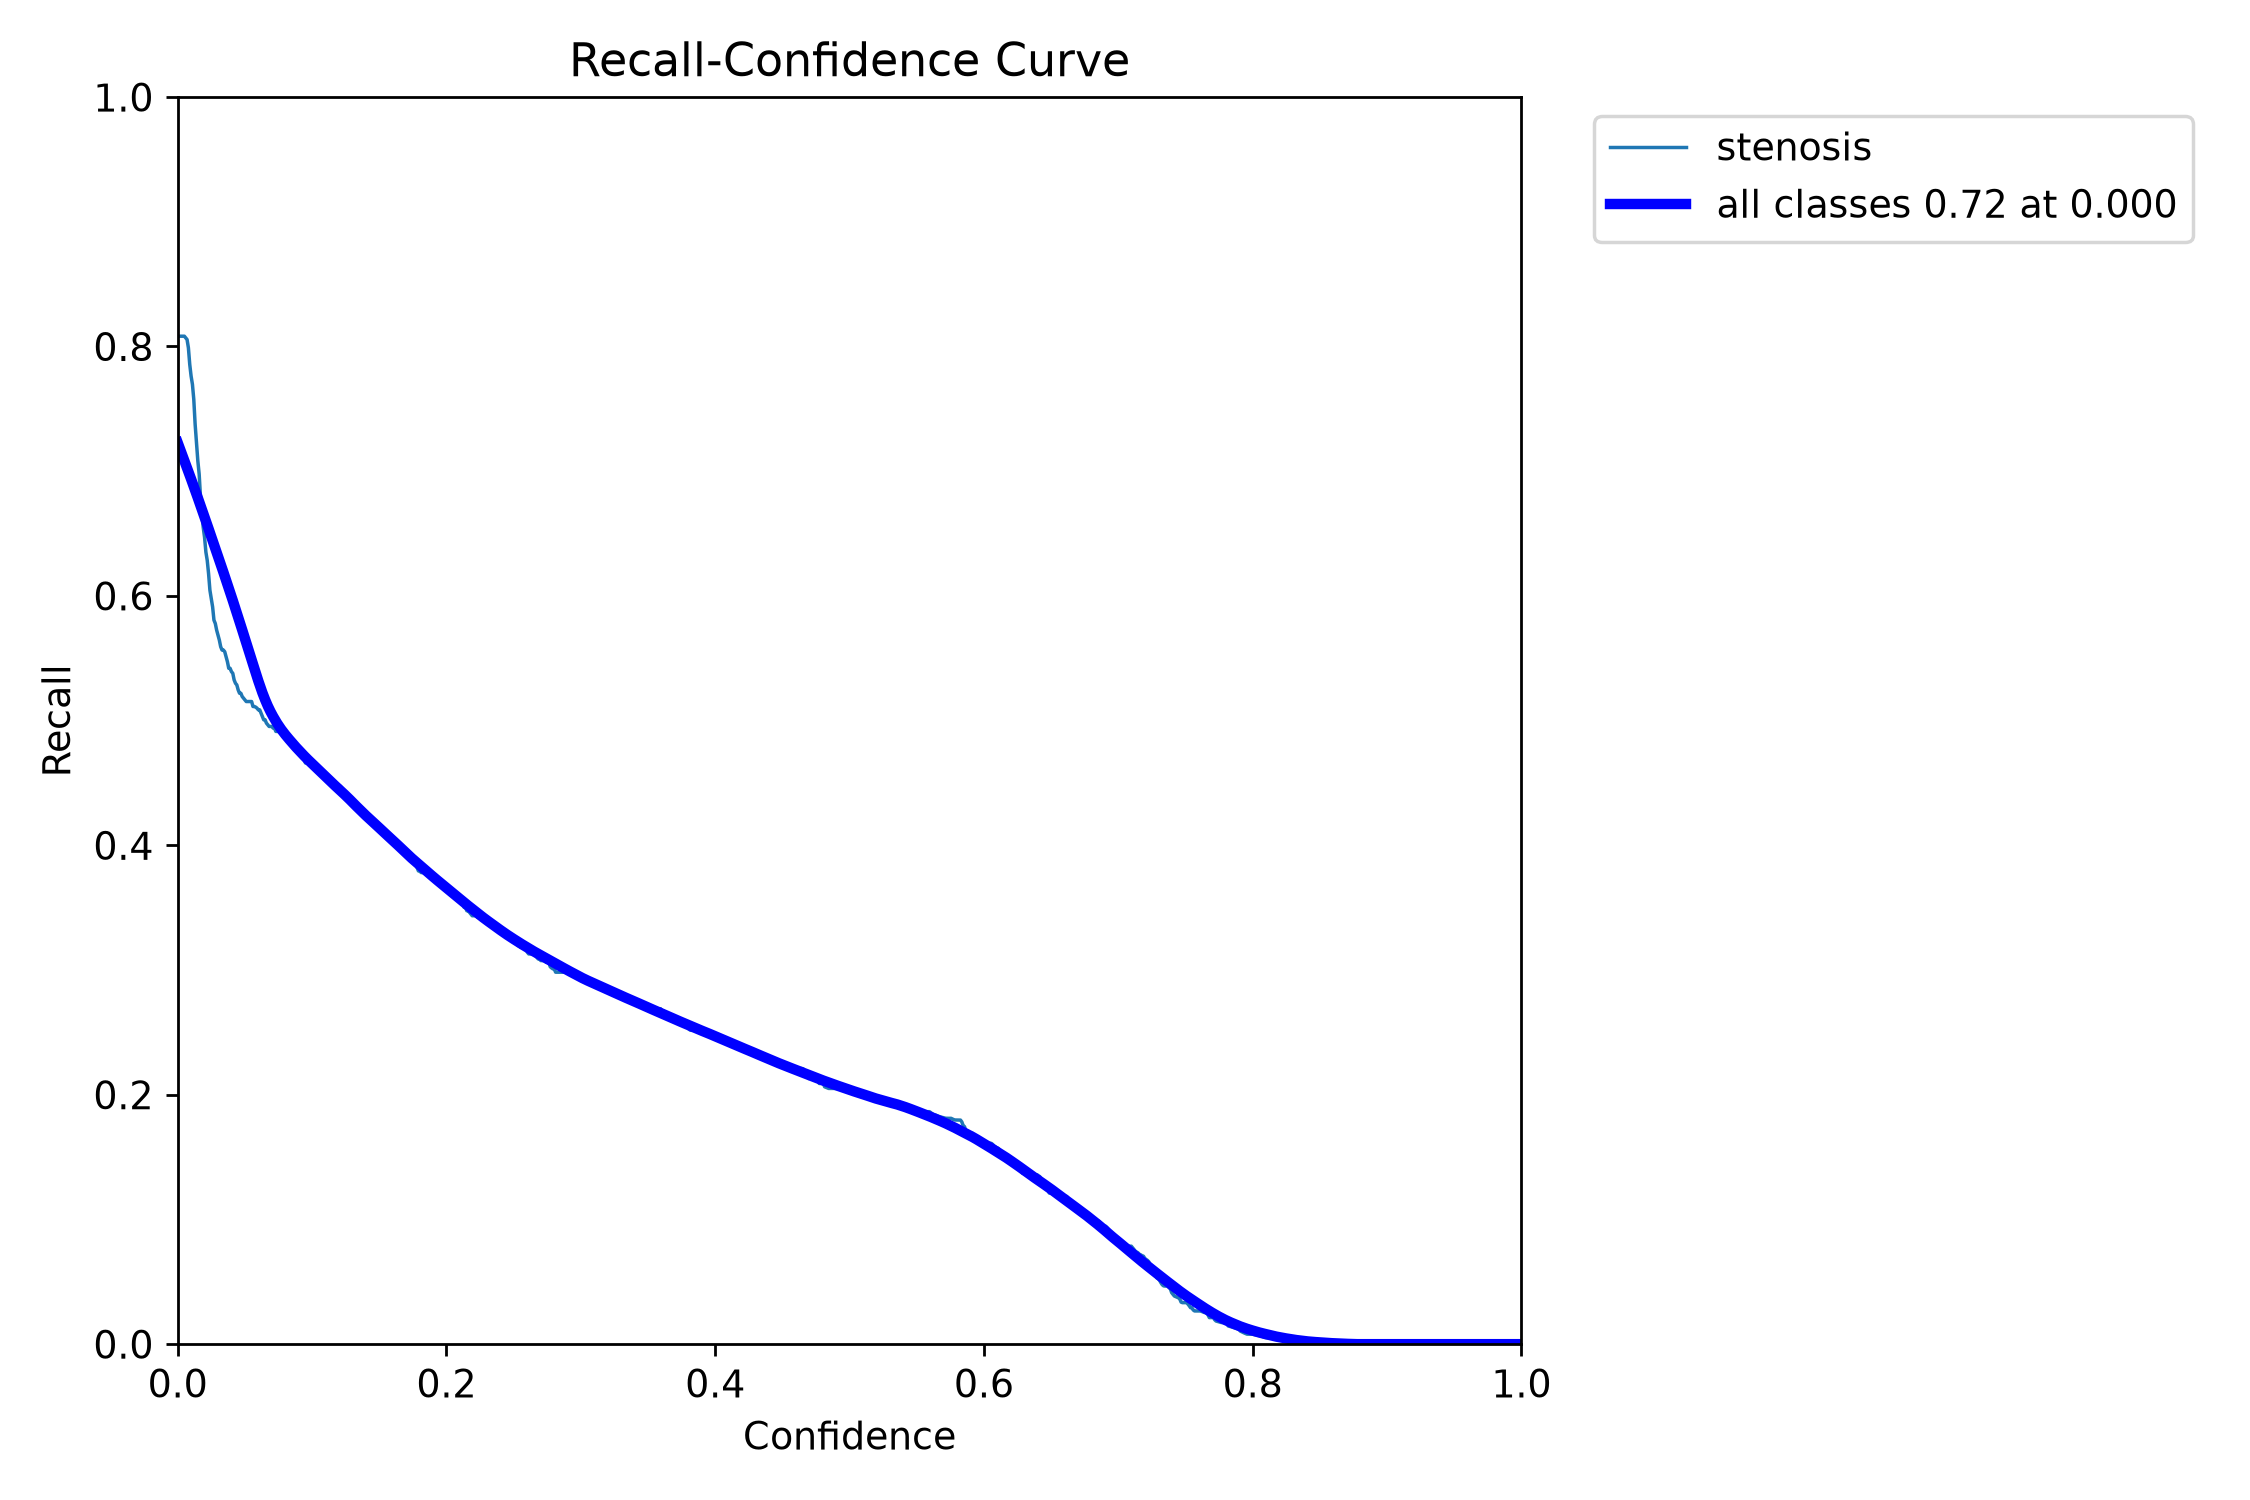 Recall-Confidence Curve
1.0
0.8
0.6
0.4
0.2
0.0
Recall
0.0 0.2 0.4 0.6 0.8 1.0
Confidence
stenosis
all classes 0.72 at 0.000